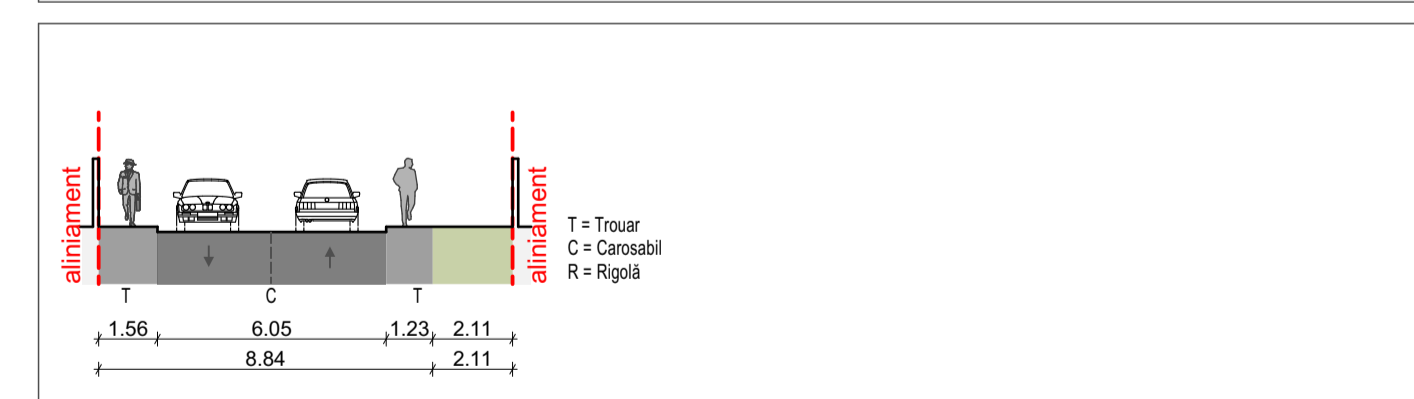 aliniament
aliniament
T = Trouar
C = Carosabil
R = Rigolă
T C T
1.56 6.05 1.23 2.11
8.84 2.11